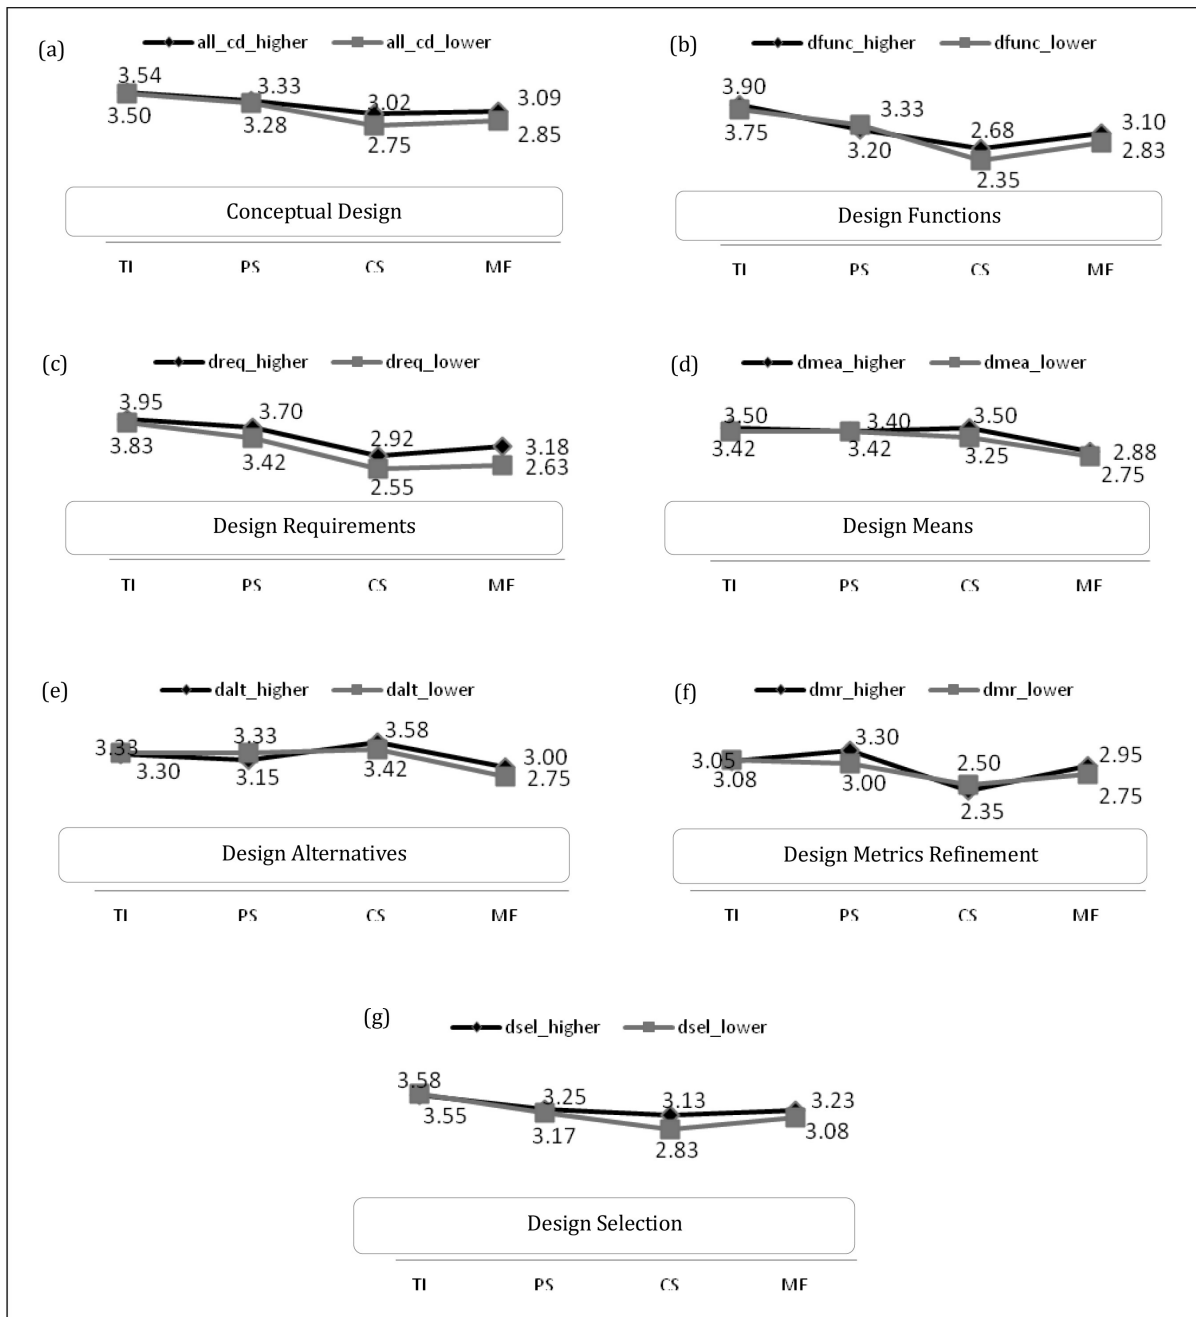 (a) all_cd_higher all_cd_lower
3.54 3.33 3.02 3.09
3.50 3.28 2.75 2.85
Conceptual Design
TI PS CS MF
(b) dfunc_higher dfunc_lower
3.90 3.33 2.68 3.10
3.75 3.20 2.35 2.83
Design Functions
TI PS CS MF
(c) dreq_higher dreq_lower
3.95 3.70 2.92 3.18
3.83 3.42 2.55 2.63
Design Requirements
TI PS CS MF
(d) dmea_higher dmea_lower
3.50 3.40 3.50 2.88
3.42 3.42 3.25 2.75
Design Means
TI PS CS MF
(e) dalt_higher dalt_lower
3.33 3.33 3.58 3.00
3.30 3.15 3.42 2.75
Design Alternatives
TI PS CS MF
(f) dmr_higher dmr_lower
3.05 3.30 2.50 2.95
3.08 3.00 2.35 2.75
Design Metrics Refinement
TI PS CS MF
(g) dsel_higher dsel_lower
3.58 3.25 3.13 3.23
3.55 3.17 2.83 3.08
Design Selection
TI PS CS MF